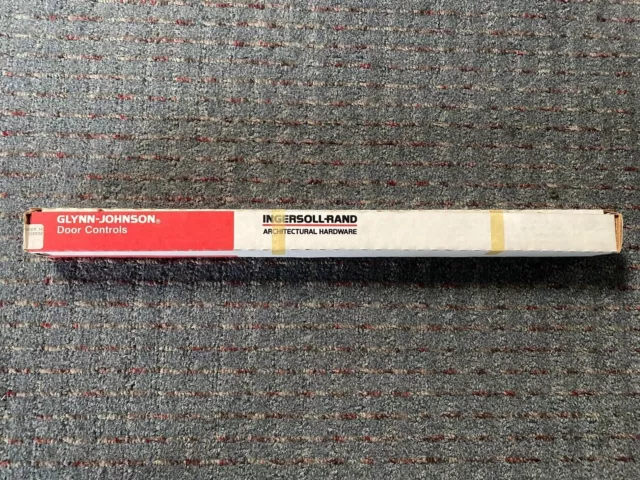 GLYNN-JOHNSON®
Door Controls
INGERSOLL-RAND
ARCHITECTURAL HARDWARE